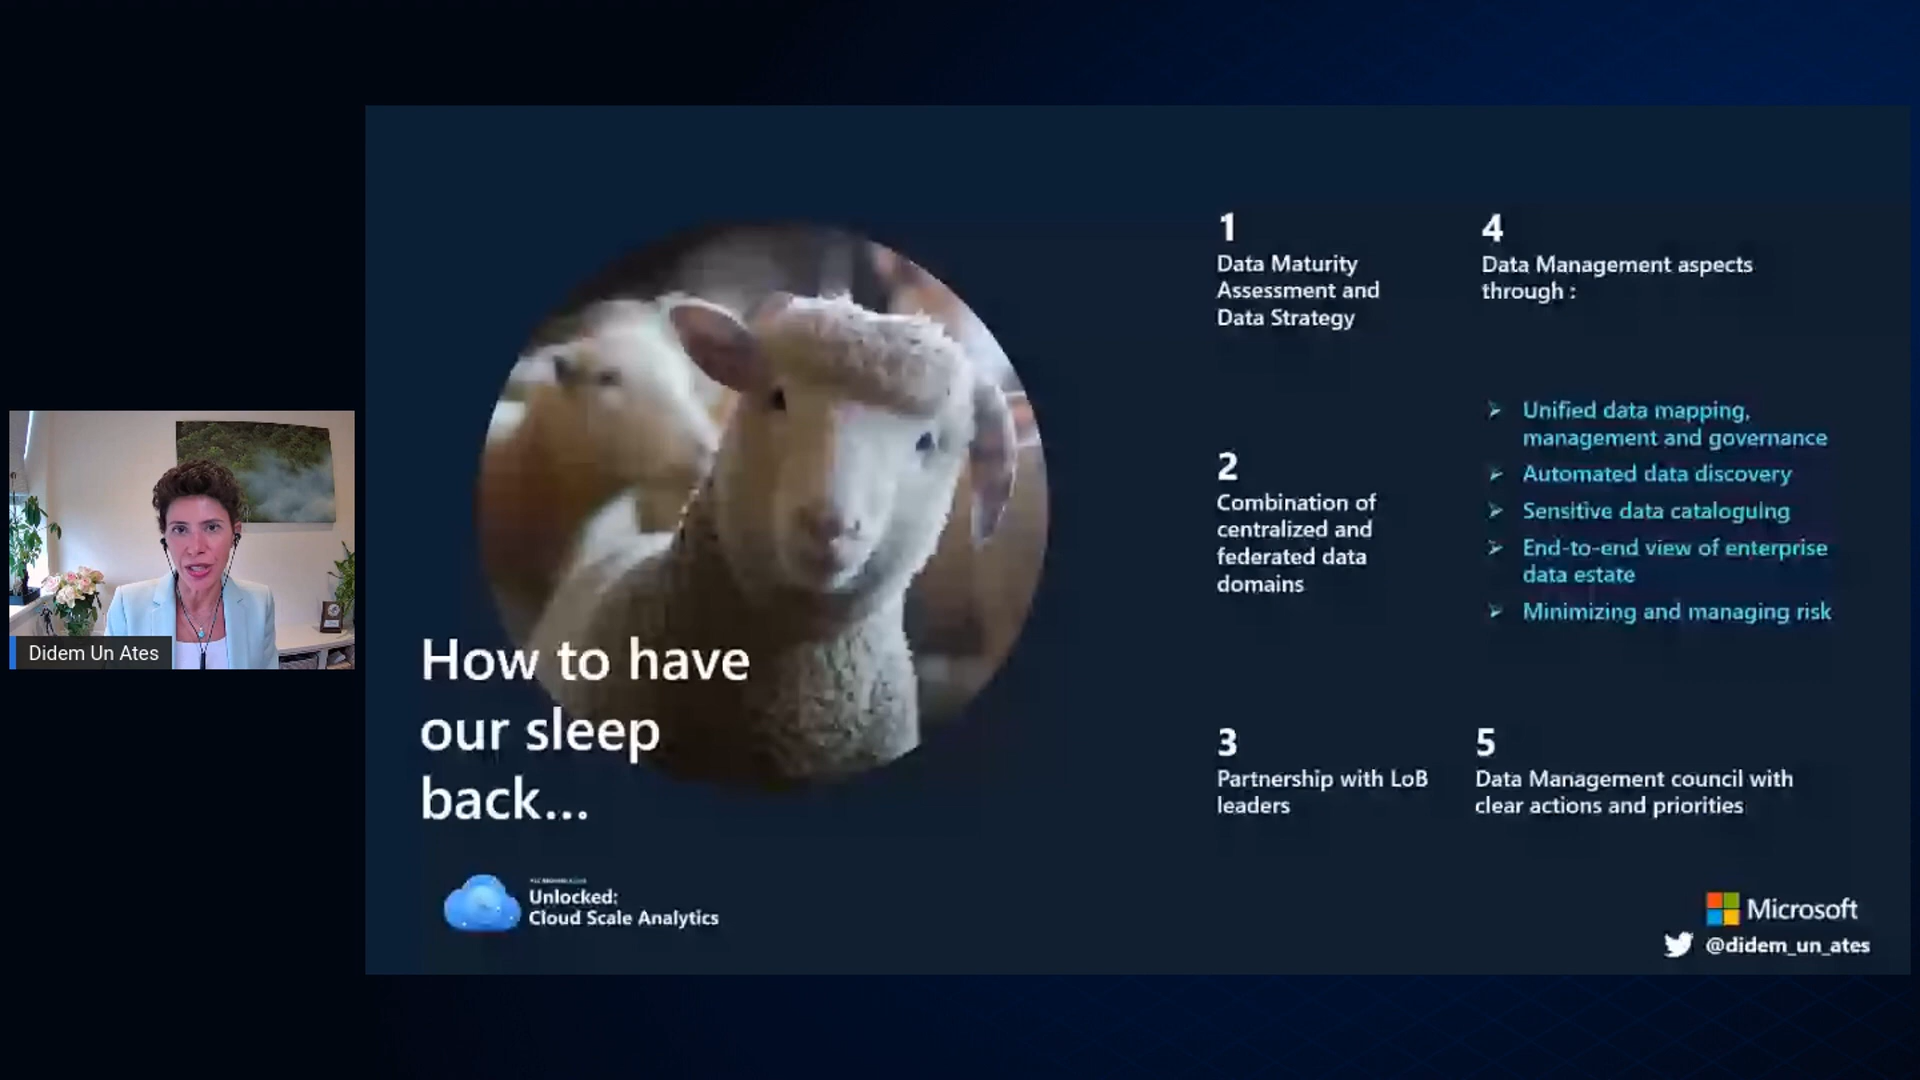 Didem Un Ates
How to have
our sleep
back...
Unlocked:
Cloud Scale Analytics
1
Data Maturity
Assessment and
Data Strategy
2
Combination of
centralized and
federated data
domains
3
Partnership with LoB
leaders
4
Data Management aspects
through :
➢ Unified data mapping,
management and governance
➢ Automated data discovery
➢ Sensitive data cataloguing
➢ End-to-end view of enterprise
data estate
➢ Minimizing and managing risk
5
Data Management council with
clear actions and priorities
Microsoft
@didem_un_ates